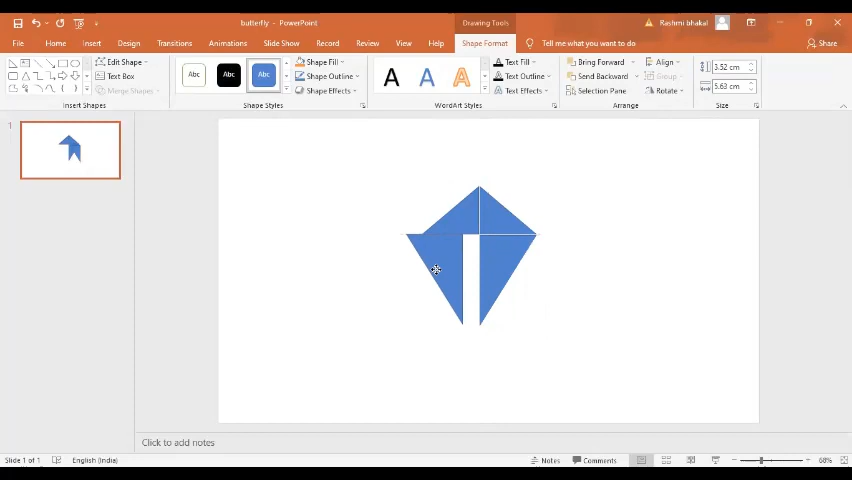 butterfly - PowerPoint
Drawing Tools
Rashmi bhakal
File Home Insert Design Transitions Animations Slide Show Record Review View Help Shape Format Tell me what you want to do Share
Edit Shape
Text Box
Merge Shapes
Insert Shapes
Abc Abc Abc
Shape Fill
Shape Outline
Shape Effects
Shape Styles
A A A
Text Fill
Text Outline
Text Effects
WordArt Styles
Bring Forward
Send Backward
Selection Pane
Align
Group
Rotate
Arrange
3.52 cm
5.63 cm
Size
1
Click to add notes
Slide 1 of 1 English (India) Notes Comments 68%